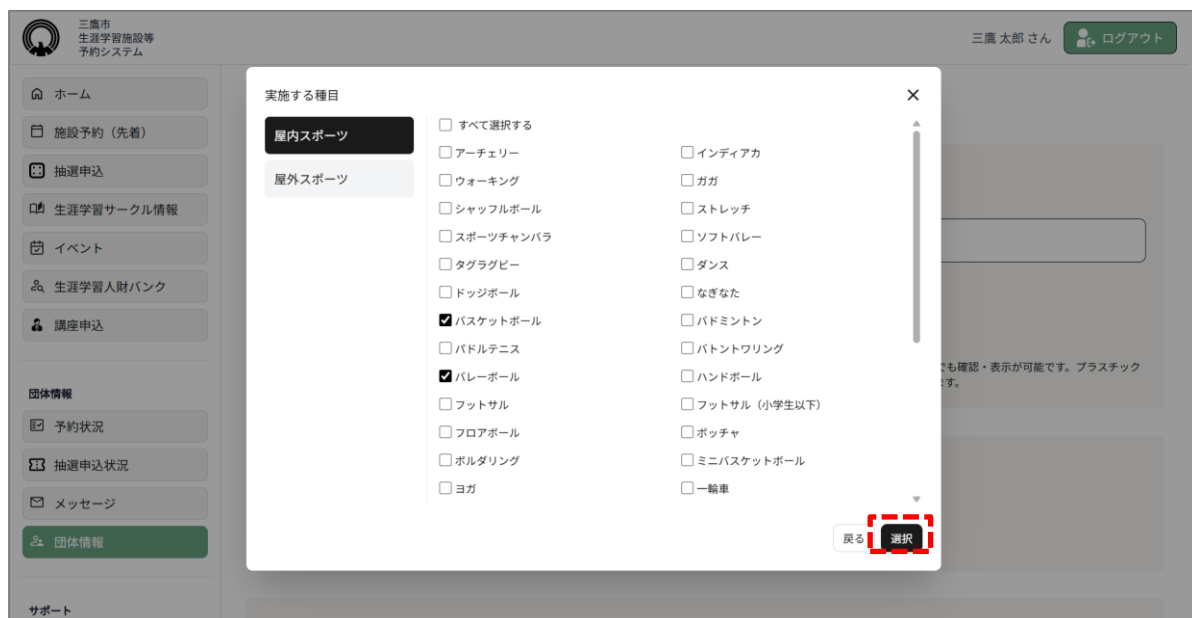 三鷹市
生涯学習施設等
予約システム
三鷹 太郎 さん
ログアウト
ホーム
施設予約（先着）
抽選申込
生涯学習サークル情報
イベント
生涯学習人財バンク
講座申込
団体情報
予約状況
抽選申込状況
メッセージ
団体情報
サポート
実施する種目
屋内スポーツ
屋外スポーツ
すべて選択する
アーチェリー
インディアカ
ウォーキング
ガガ
シャッフルボール
ストレッチ
スポーツチャンバラ
ソフトバレー
タグラグビー
ダンス
ドッジボール
なぎなた
バスケットボール
バドミントン
パドルテニス
バトントワリング
バレーボール
ハンドボール
フットサル
フットサル（小学生以下）
フロアボール
ボッチャ
ボルダリング
ミニバスケットボール
ヨガ
一輪車
戻る
選択
でも確認・表示が可能です。プラスチック
ます。